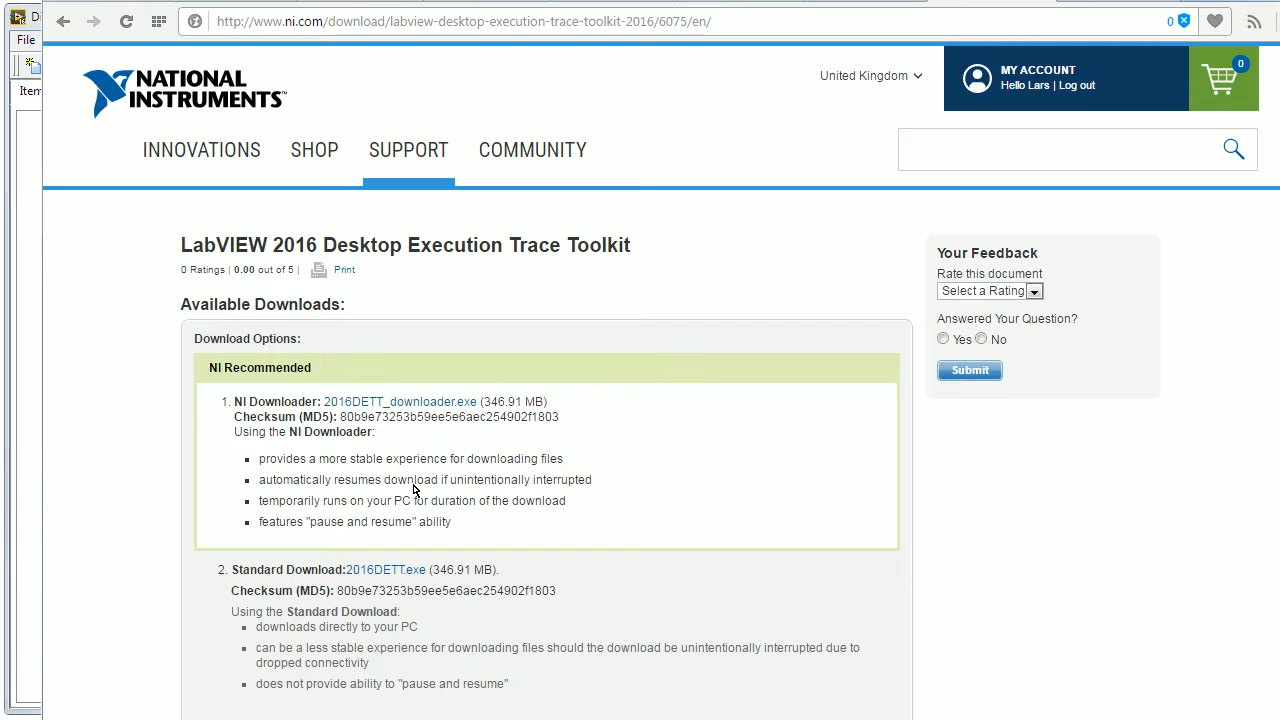 http://www.ni.com/download/labview-desktop-execution-trace-toolkit-2016/6075/en/
0
File
Item
NATIONAL
INSTRUMENTS™
United Kingdom
MY ACCOUNT
Hello Lars | Log out
0
INNOVATIONS SHOP SUPPORT COMMUNITY
LabVIEW 2016 Desktop Execution Trace Toolkit
0 Ratings | 0.00 out of 5 | Print
Available Downloads:
Download Options:
NI Recommended
1. NI Downloader: 2016DETT_downloader.exe (346.91 MB)
Checksum (MD5): 80b9e73253b59ee5e6aec254902f1803
Using the NI Downloader:
▪ provides a more stable experience for downloading files
▪ automatically resumes download if unintentionally interrupted
▪ temporarily runs on your PC for duration of the download
▪ features "pause and resume" ability
2. Standard Download:2016DETT.exe (346.91 MB).
Checksum (MD5): 80b9e73253b59ee5e6aec254902f1803
Using the Standard Download:
▪ downloads directly to your PC
▪ can be a less stable experience for downloading files should the download be unintentionally interrupted due to
dropped connectivity
▪ does not provide ability to "pause and resume"
Your Feedback
Rate this document
Select a Rating
Answered Your Question?
Yes No
Submit